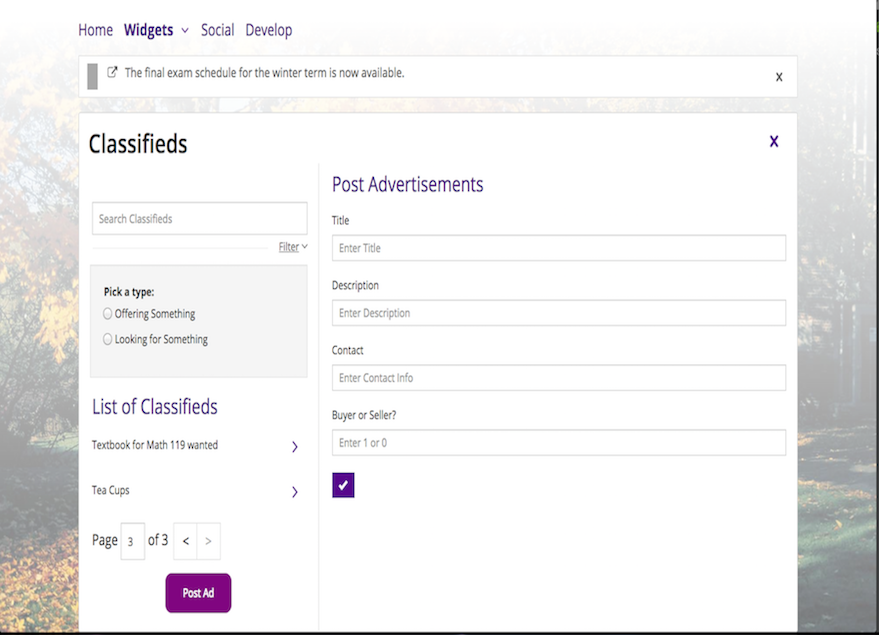 Home Widgets Social Develop
The final exam schedule for the winter term is now available. x
Classifieds X
Search Classifieds
Filter
Pick a type:
Offering Something
Looking for Something
List of Classifieds
Textbook for Math 119 wanted
Tea Cups
Page 3 of 3 < >
Post Ad
Post Advertisements
Title
Enter Title
Description
Enter Description
Contact
Enter Contact Info
Buyer or Seller?
Enter 1 or 0